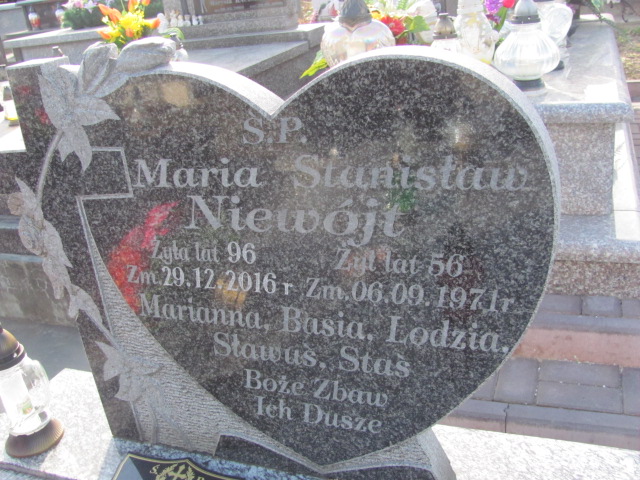 Ś.P.
Maria Stanisław
Niewójt
Żyła lat 96 Żył lat 56
Zm. 29.12.2016 r Zm. 06.09.1971 r
Marianna, Basia, Lodzia,
Sławuś, Staś
Boże Zbaw
Ich Dusze